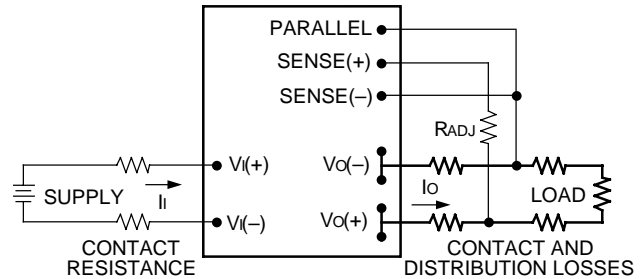 PARALLEL
SENSE(+)
SENSE(–)
RADJ
VI(+)
VO(–)
SUPPLY
II
IO
LOAD
VI(–)
VO(+)
CONTACT
RESISTANCE
CONTACT AND
DISTRIBUTION LOSSES